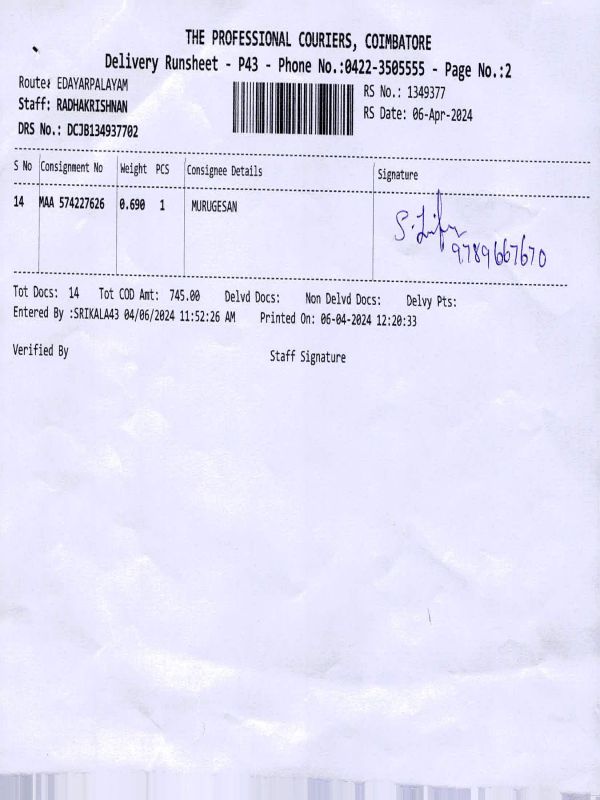 THE PROFESSIONAL COURIERS, COIMBATORE
Delivery Runsheet - P43 - Phone No.:0422-3505555 - Page No.:2
Route: EDAYARPALAYAM
RS No.: 1349377
Staff: RADHAKRISHNAN
RS Date: 06-Apr-2024
DRS No.: DCJB134937702
S No Consignment No Weight PCS Consignee Details Signature
14 MAA 574227626 0.690 1 MURUGESAN
9789667670
Tot Docs: 14 Tot COD Amt: 745.00 Delvd Docs: Non Delvd Docs: Delvy Pts:
Entered By :SRIKALA43 04/06/2024 11:52:26 AM Printed On: 06-04-2024 12:20:33
Verified By Staff Signature